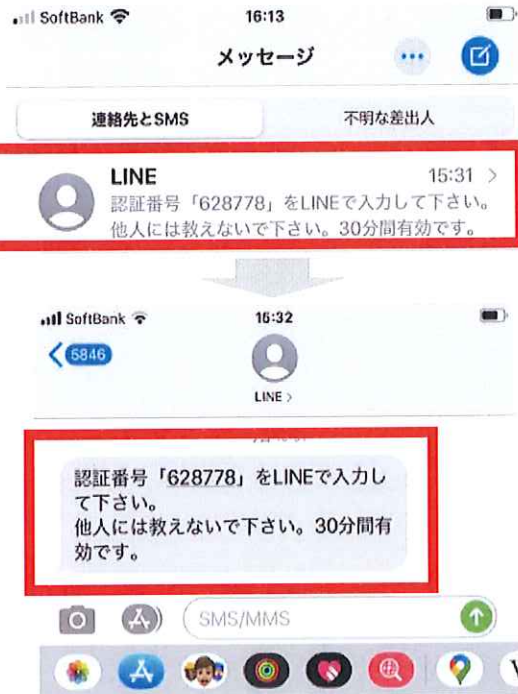 SoftBank 16:13
メッセージ
連絡先とSMS 不明な差出人
LINE 15:31 >
認証番号「628778」をLINEで入力して下さい。
他人には教えないで下さい。30分間有効です。
SoftBank 16:32
5846
LINE >
認証番号「628778」をLINEで入力し
て下さい。
他人には教えないで下さい。30分間有
効です。
SMS/MMS